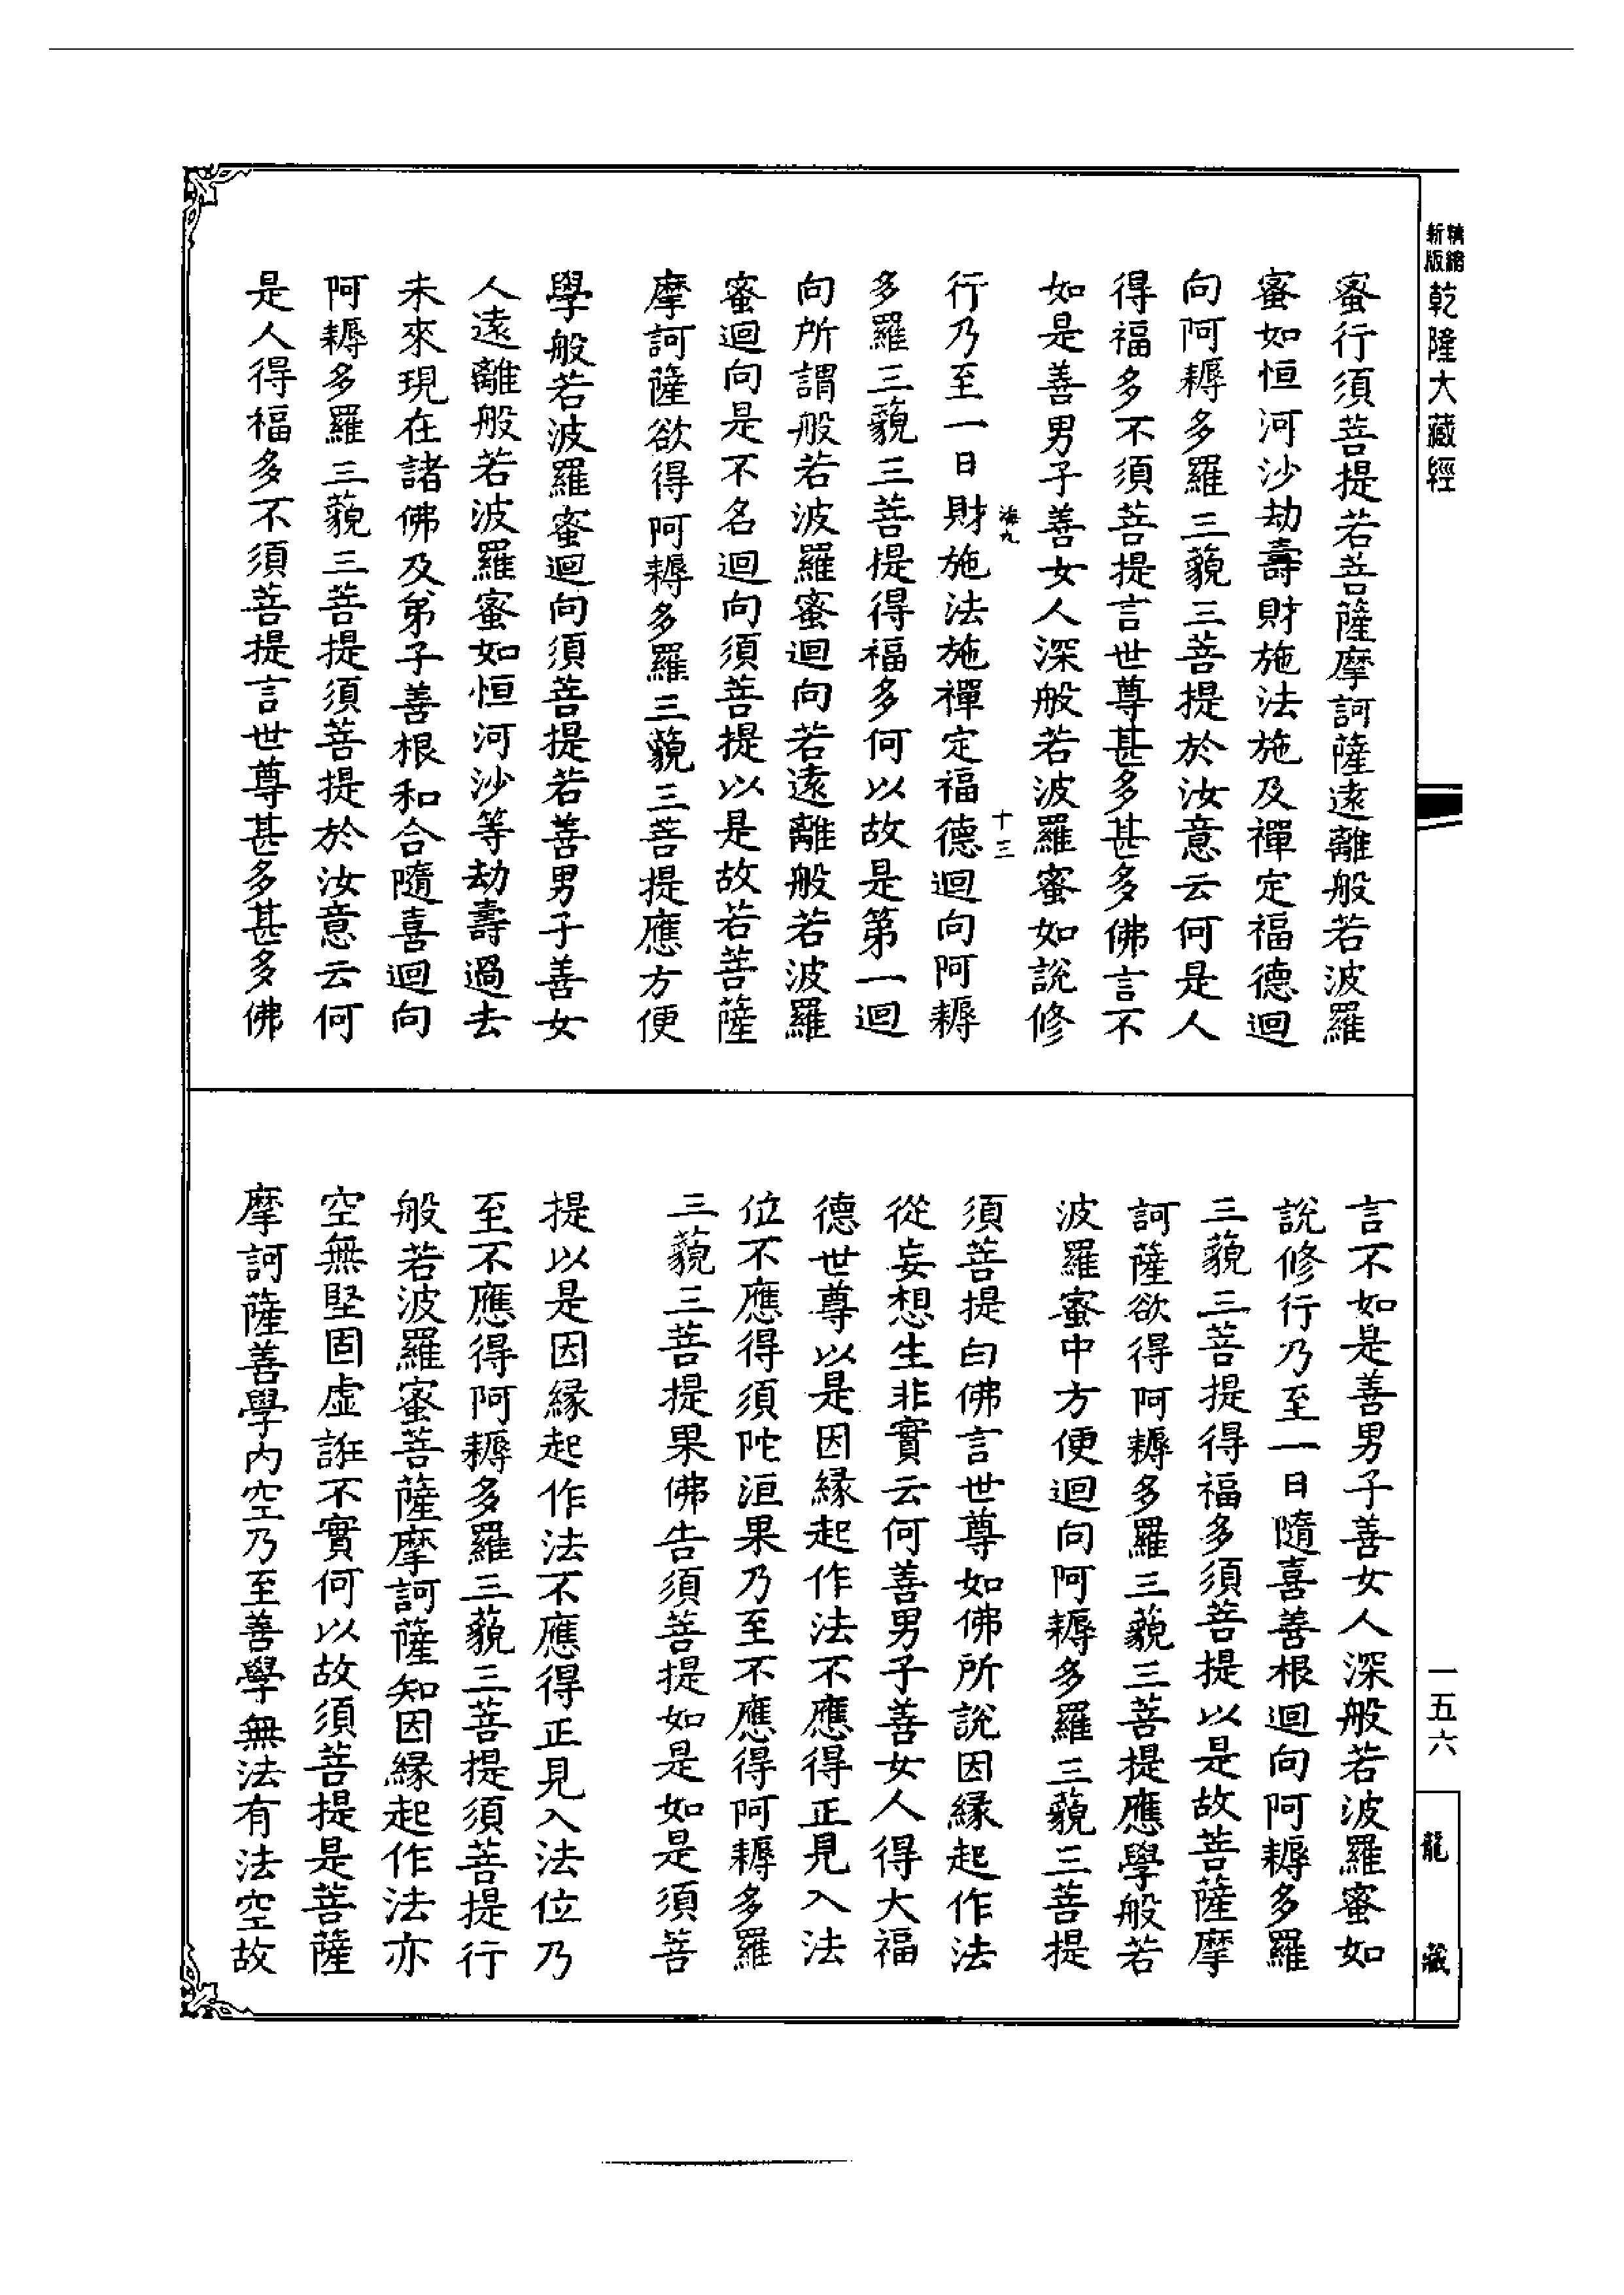 精縮
新版
乾隆大藏經
蜜行須菩提若菩薩摩訶薩遠離般若波羅
蜜如恒河沙劫壽財施法施及禪定福德迴
向阿耨多羅三藐三菩提於汝意云何是人
得福多不須菩提言世尊甚多甚多佛言不
如是善男子善女人深般若波羅蜜如說修
海九
十三
行乃至一日財施法施禪定福德迴向阿耨
多羅三藐三菩提得福多何以故是第一迴
向所謂般若波羅蜜迴向若遠離般若波羅
蜜迴向是不名迴向須菩提以是故若菩薩
摩訶薩欲得阿耨多羅三藐三菩提應方便
學般若波羅蜜迴向須菩提若善男子善女
人遠離般若波羅蜜如恒河沙等劫壽過去
未來現在諸佛及弟子善根和合隨喜迴向
阿耨多羅三藐三菩提須菩提於汝意云何
是人得福多不須菩提言世尊甚多甚多佛
言不如是善男子善女人深般若波羅蜜如
說修行乃至一日隨喜善根迴向阿耨多羅
三藐三菩提得福多須菩提以是故菩薩摩
訶薩欲得阿耨多羅三藐三菩提應學般若
波羅蜜中方便迴向阿耨多羅三藐三菩提
須菩提白佛言世尊如佛所說因緣起作法
從妄想生非實云何善男子善女人得大福
德世尊以是因緣起作法不應得正見入法
位不應得須陀洹果乃至不應得阿耨多羅
三藐三菩提果佛告須菩提如是如是須菩
提以是因緣起作法不應得正見入法位乃
至不應得阿耨多羅三藐三菩提須菩提行
般若波羅蜜菩薩摩訶薩知因緣起作法亦
空無堅固虛誑不實何以故須菩提是菩薩
摩訶薩善學內空乃至善學無法有法空故
一五六
龍藏